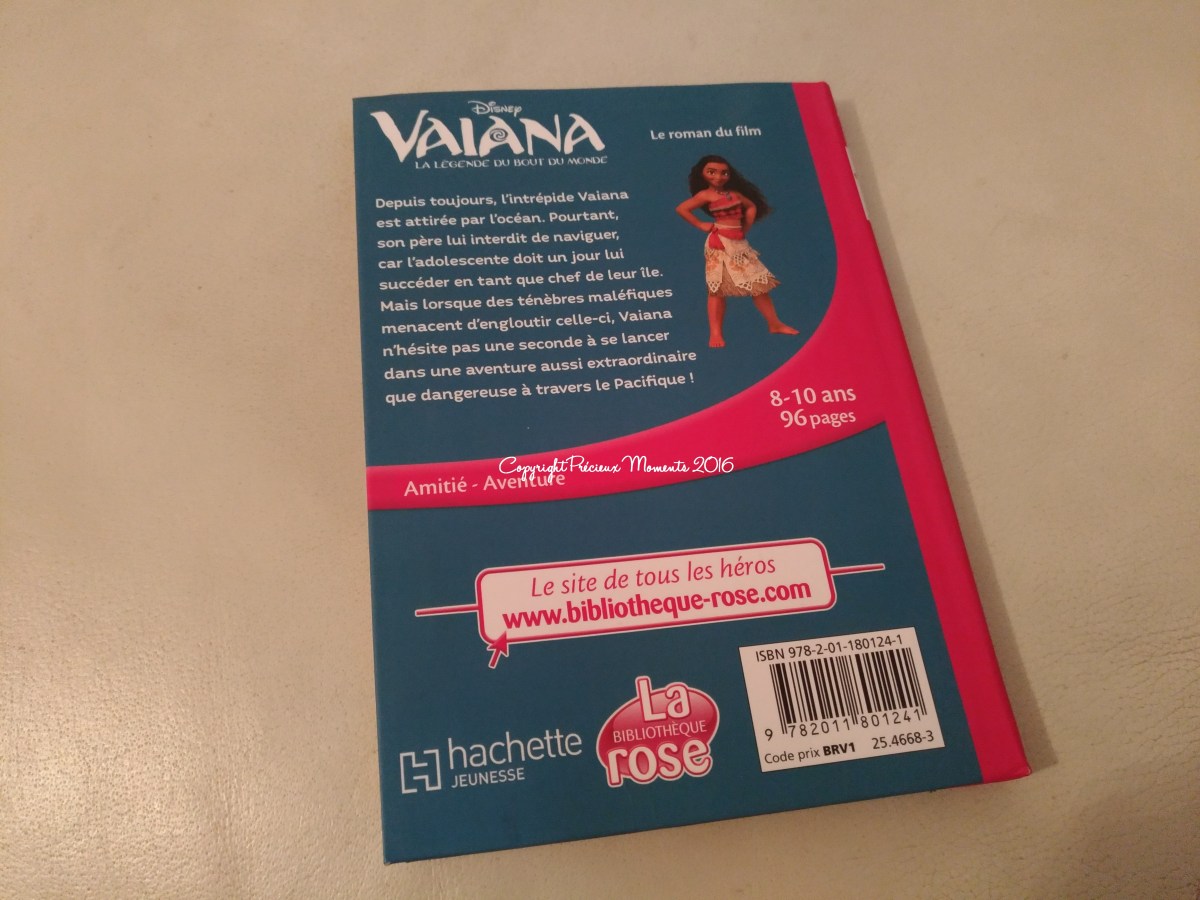 Disney
VAIANA
LA LÉGENDE DU BOUT DU MONDE
Le roman du film
Depuis toujours, l'intrépide Vaiana
est attirée par l'océan. Pourtant,
son père lui interdit de naviguer,
car l'adolescente doit un jour lui
succéder en tant que chef de leur île.
Mais lorsque des ténèbres maléfiques
menacent d'engloutir celle-ci, Vaiana
n'hésite pas une seconde à se lancer
dans une aventure aussi extraordinaire
que dangereuse à travers le Pacifique !
8-10 ans
96 pages
Copyright Précieux Moments 2016
Amitié - Aventure
Le site de tous les héros
www.bibliotheque-rose.com
ISBN 978-2-01-180124-1
9 782011 801241
Code prix BRV1 25.4668-3
hachette
JEUNESSE
La
BIBLIOTHÈQUE
rose